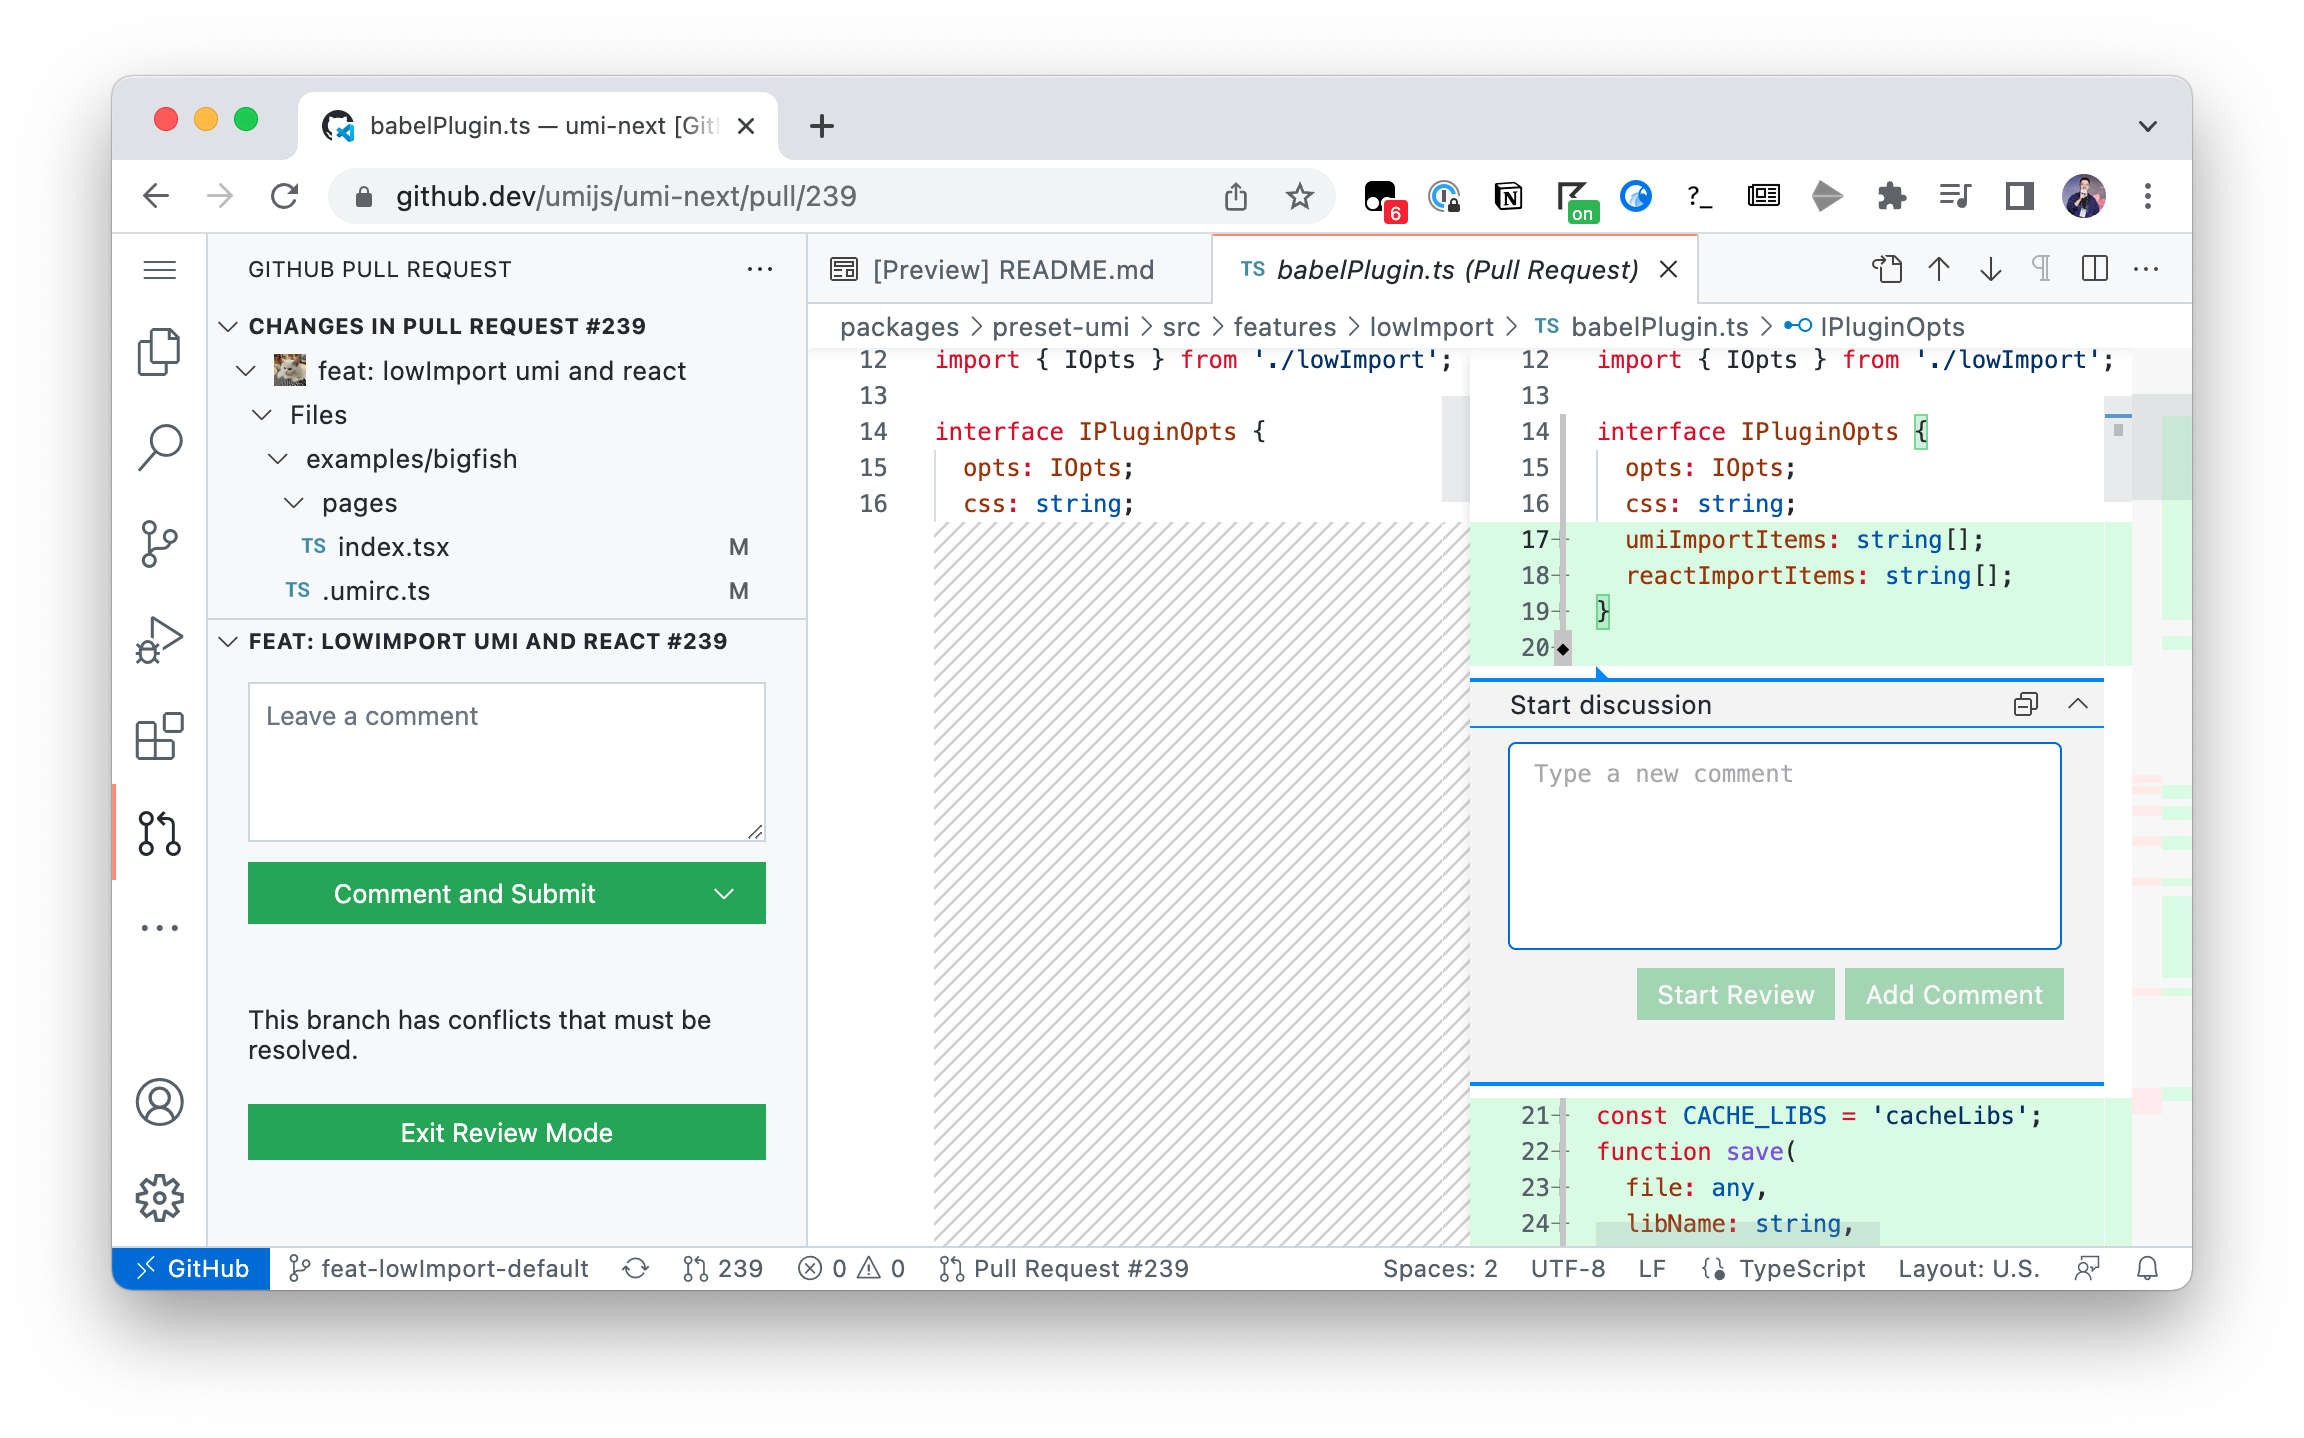 babelPlugin.ts — umi-next [Git
github.dev/umijs/umi-next/pull/239
6
on
?_
GITHUB PULL REQUEST
CHANGES IN PULL REQUEST #239
feat: lowImport umi and react
Files
examples/bigfish
pages
TS index.tsx M
TS .umirc.ts M
FEAT: LOWIMPORT UMI AND REACT #239
Leave a comment
Comment and Submit
This branch has conflicts that must be
resolved.
Exit Review Mode
[Preview] README.md
TS babelPlugin.ts (Pull Request)
packages > preset-umi > src > features > lowImport > TS babelPlugin.ts > IPluginOpts
12 import { IOpts } from './lowImport';
13
14 interface IPluginOpts {
15 opts: IOpts;
16 css: string;
12 import { IOpts } from './lowImport';
13
14 interface IPluginOpts {
15 opts: IOpts;
16 css: string;
17+ umiImportItems: string[];
18+ reactImportItems: string[];
19+ }
20
Start discussion
Type a new comment
Start Review
Add Comment
21+ const CACHE_LIBS = 'cacheLibs';
22+ function save(
23+ file: any,
24+ libName: string,
GitHub feat-lowImport-default 239 0 0 Pull Request #239 Spaces: 2 UTF-8 LF TypeScript Layout: U.S.